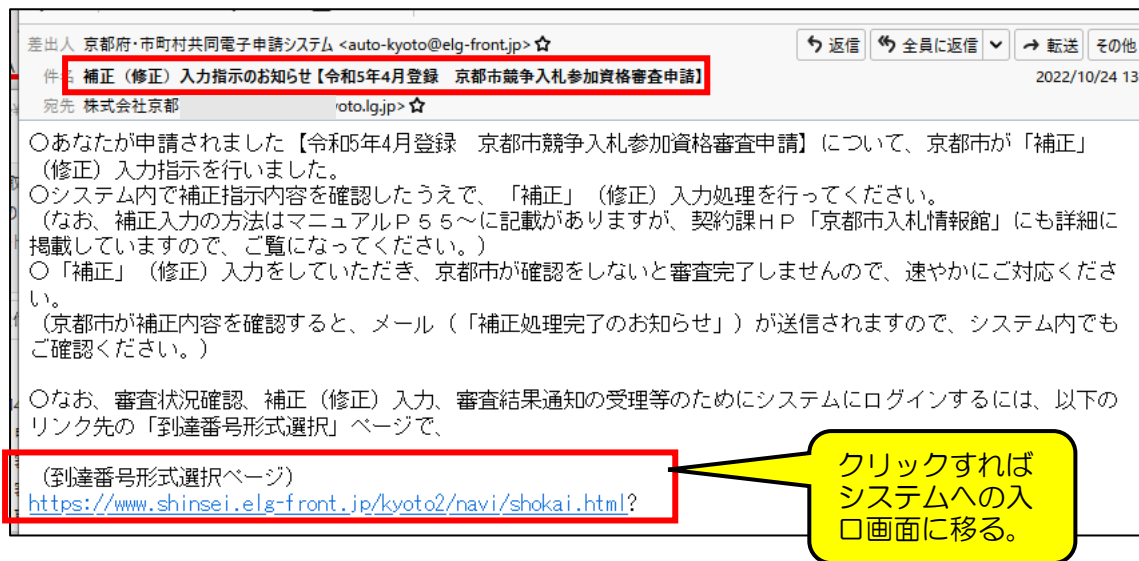 差出人 京都府・市町村共同電子申請システム <auto-kyoto@elg-front.jp>
返信 全員に返信 転送 その他
件名 補正（修正）入力指示のお知らせ【令和5年4月登録　京都市競争入札参加資格審査申請】
2022/10/24 13
宛先 株式会社京都 oto.lg.jp>
〇あなたが申請されました【令和5年4月登録　京都市競争入札参加資格審査申請】について、京都市が「補正」
（修正）入力指示を行いました。
〇システム内で補正指示内容を確認したうえで、「補正」（修正）入力処理を行ってください。
（なお、補正入力の方法はマニュアルＰ５５～に記載がありますが、契約課ＨＰ「京都市入札情報館」にも詳細に
掲載していますので、ご覧になってください。）
〇「補正」（修正）入力をしていただき、京都市が確認をしないと審査完了しませんので、速やかにご対応くださ
い。
（京都市が補正内容を確認すると、メール（「補正処理完了のお知らせ」）が送信されますので、システム内でも
ご確認ください。）
〇なお、審査状況確認、補正（修正）入力、審査結果通知の受理等のためにシステムにログインするには、以下の
リンク先の「到達番号形式選択」ページで、
（到達番号形式選択ページ）
https://www.shinsei.elg-front.jp/kyoto2/navi/shokai.html?
クリックすれば
システムへの入
口画面に移る。